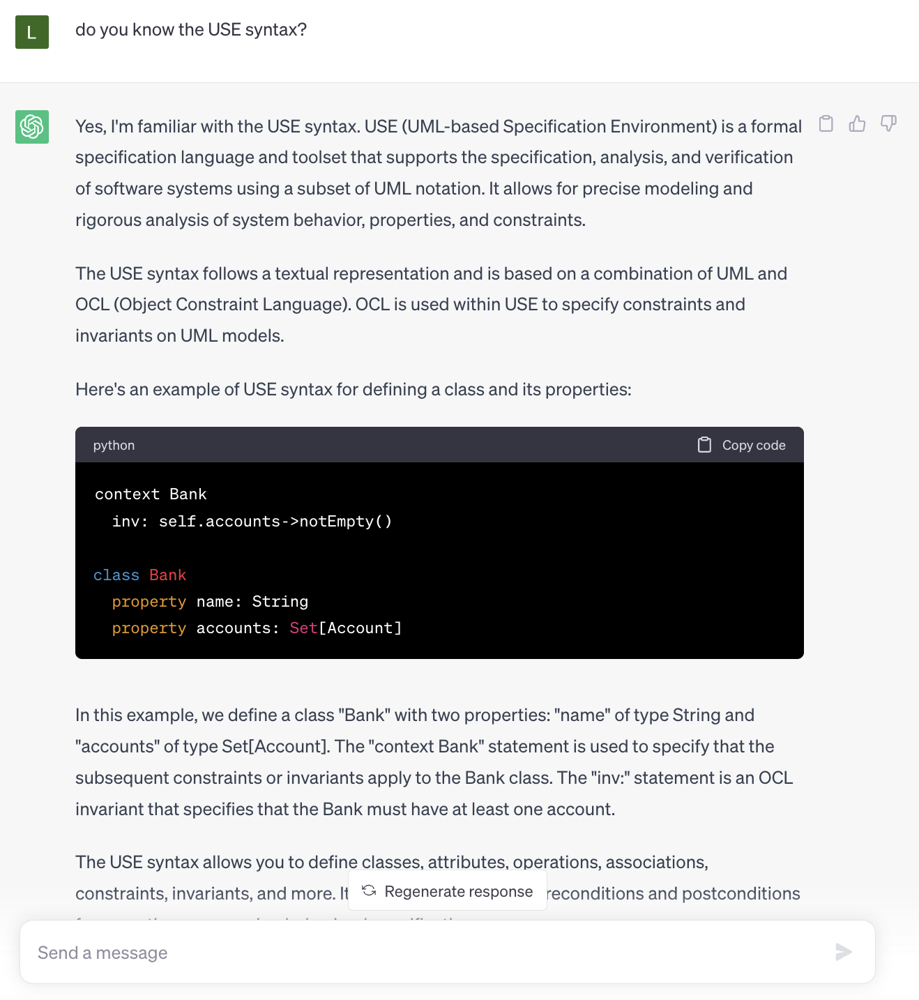 L
do you know the USE syntax?
Yes, I'm familiar with the USE syntax. USE (UML-based Specification Environment) is a formal
specification language and toolset that supports the specification, analysis, and verification
of software systems using a subset of UML notation. It allows for precise modeling and
rigorous analysis of system behavior, properties, and constraints.
The USE syntax follows a textual representation and is based on a combination of UML and
OCL (Object Constraint Language). OCL is used within USE to specify constraints and
invariants on UML models.
Here's an example of USE syntax for defining a class and its properties:
python
Copy code
context Bank
  inv: self.accounts->notEmpty()
class Bank
  property name: String
  property accounts: Set[Account]
In this example, we define a class "Bank" with two properties: "name" of type String and
"accounts" of type Set[Account]. The "context Bank" statement is used to specify that the
subsequent constraints or invariants apply to the Bank class. The "inv:" statement is an OCL
invariant that specifies that the Bank must have at least one account.
The USE syntax allows you to define classes, attributes, operations, associations,
constraints, invariants, and more. It reconditions and postconditions
Regenerate response
Send a message